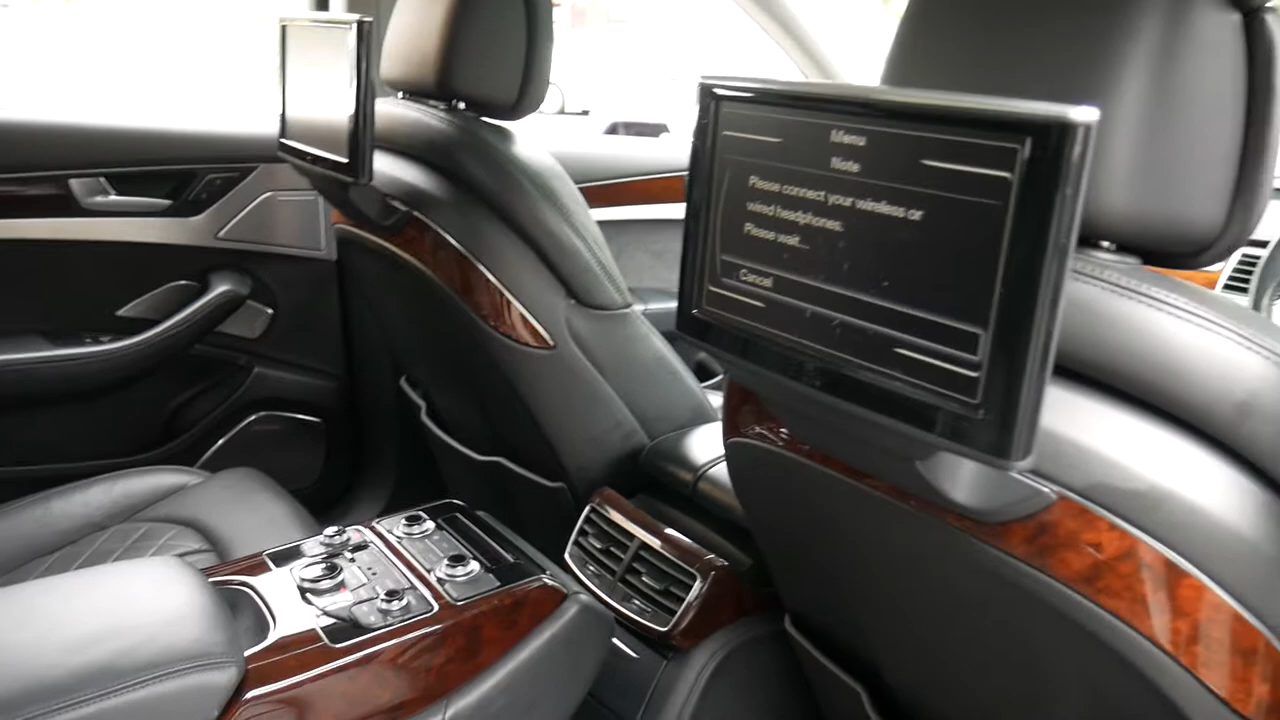 Menu
Note
Please connect your wireless or
wired headphones.
Please wait...
Cancel